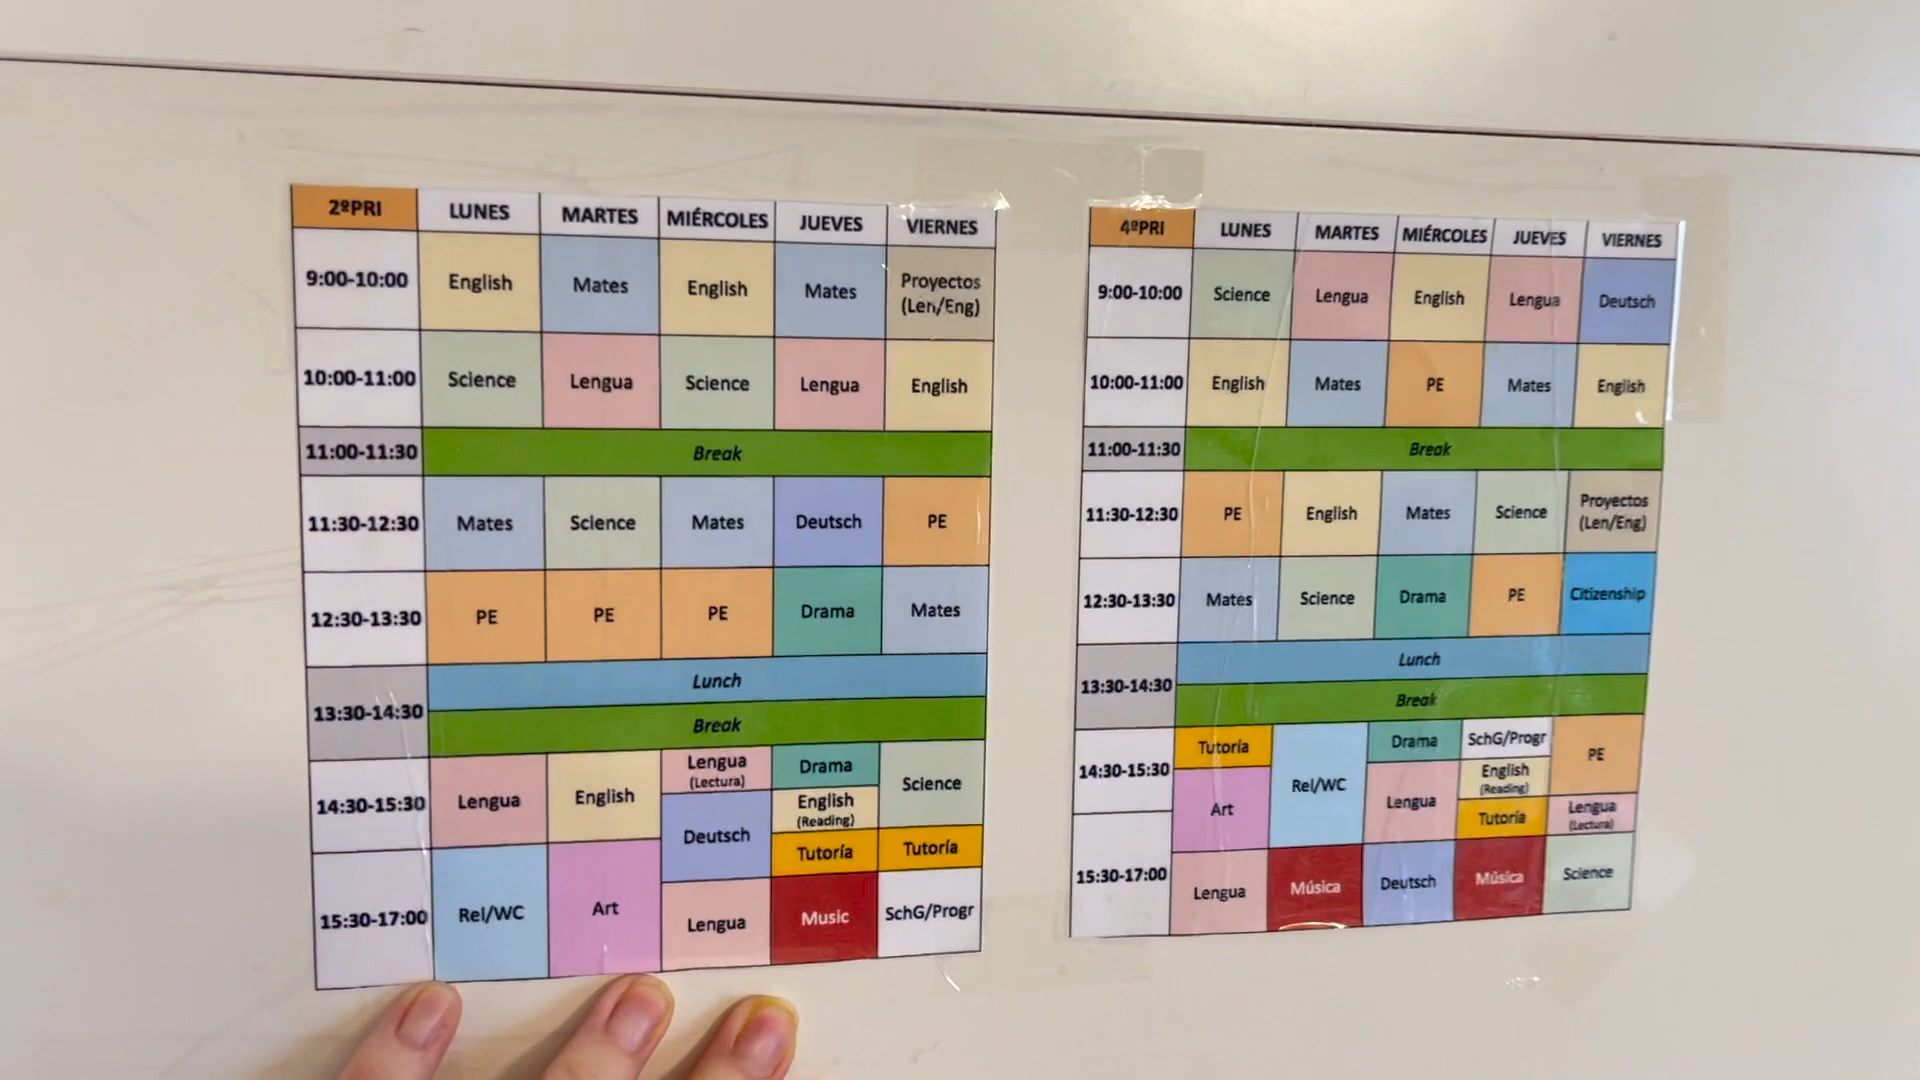 2ºPRI LUNES MARTES MIÉRCOLES JUEVES VIERNES
9:00-10:00 English Mates English Mates Proyectos
(Len/Eng)
10:00-11:00 Science Lengua Science Lengua English
11:00-11:30 Break
11:30-12:30 Mates Science Mates Deutsch PE
12:30-13:30 PE PE PE Drama Mates
13:30-14:30 Lunch
Break
14:30-15:30 Lengua English Lengua
(Lectura)
Deutsch
Drama
English
(Reading)
Tutoría
Science
Tutoría
15:30-17:00 Rel/WC Art Lengua Music SchG/Progr
4ºPRI LUNES MARTES MIÉRCOLES JUEVES VIERNES
9:00-10:00 Science Lengua English Lengua Deutsch
10:00-11:00 English Mates PE Mates English
11:00-11:30 Break
11:30-12:30 PE English Mates Science Proyectos
(Len/Eng)
12:30-13:30 Mates Science Drama PE Citizenship
13:30-14:30 Lunch
Break
14:30-15:30 Tutoría
Art
Rel/WC
Drama
Lengua
SchG/Progr
English
(Reading)
Tutoría
PE
Lengua
(Lectura)
15:30-17:00 Lengua Música Deutsch Música Science